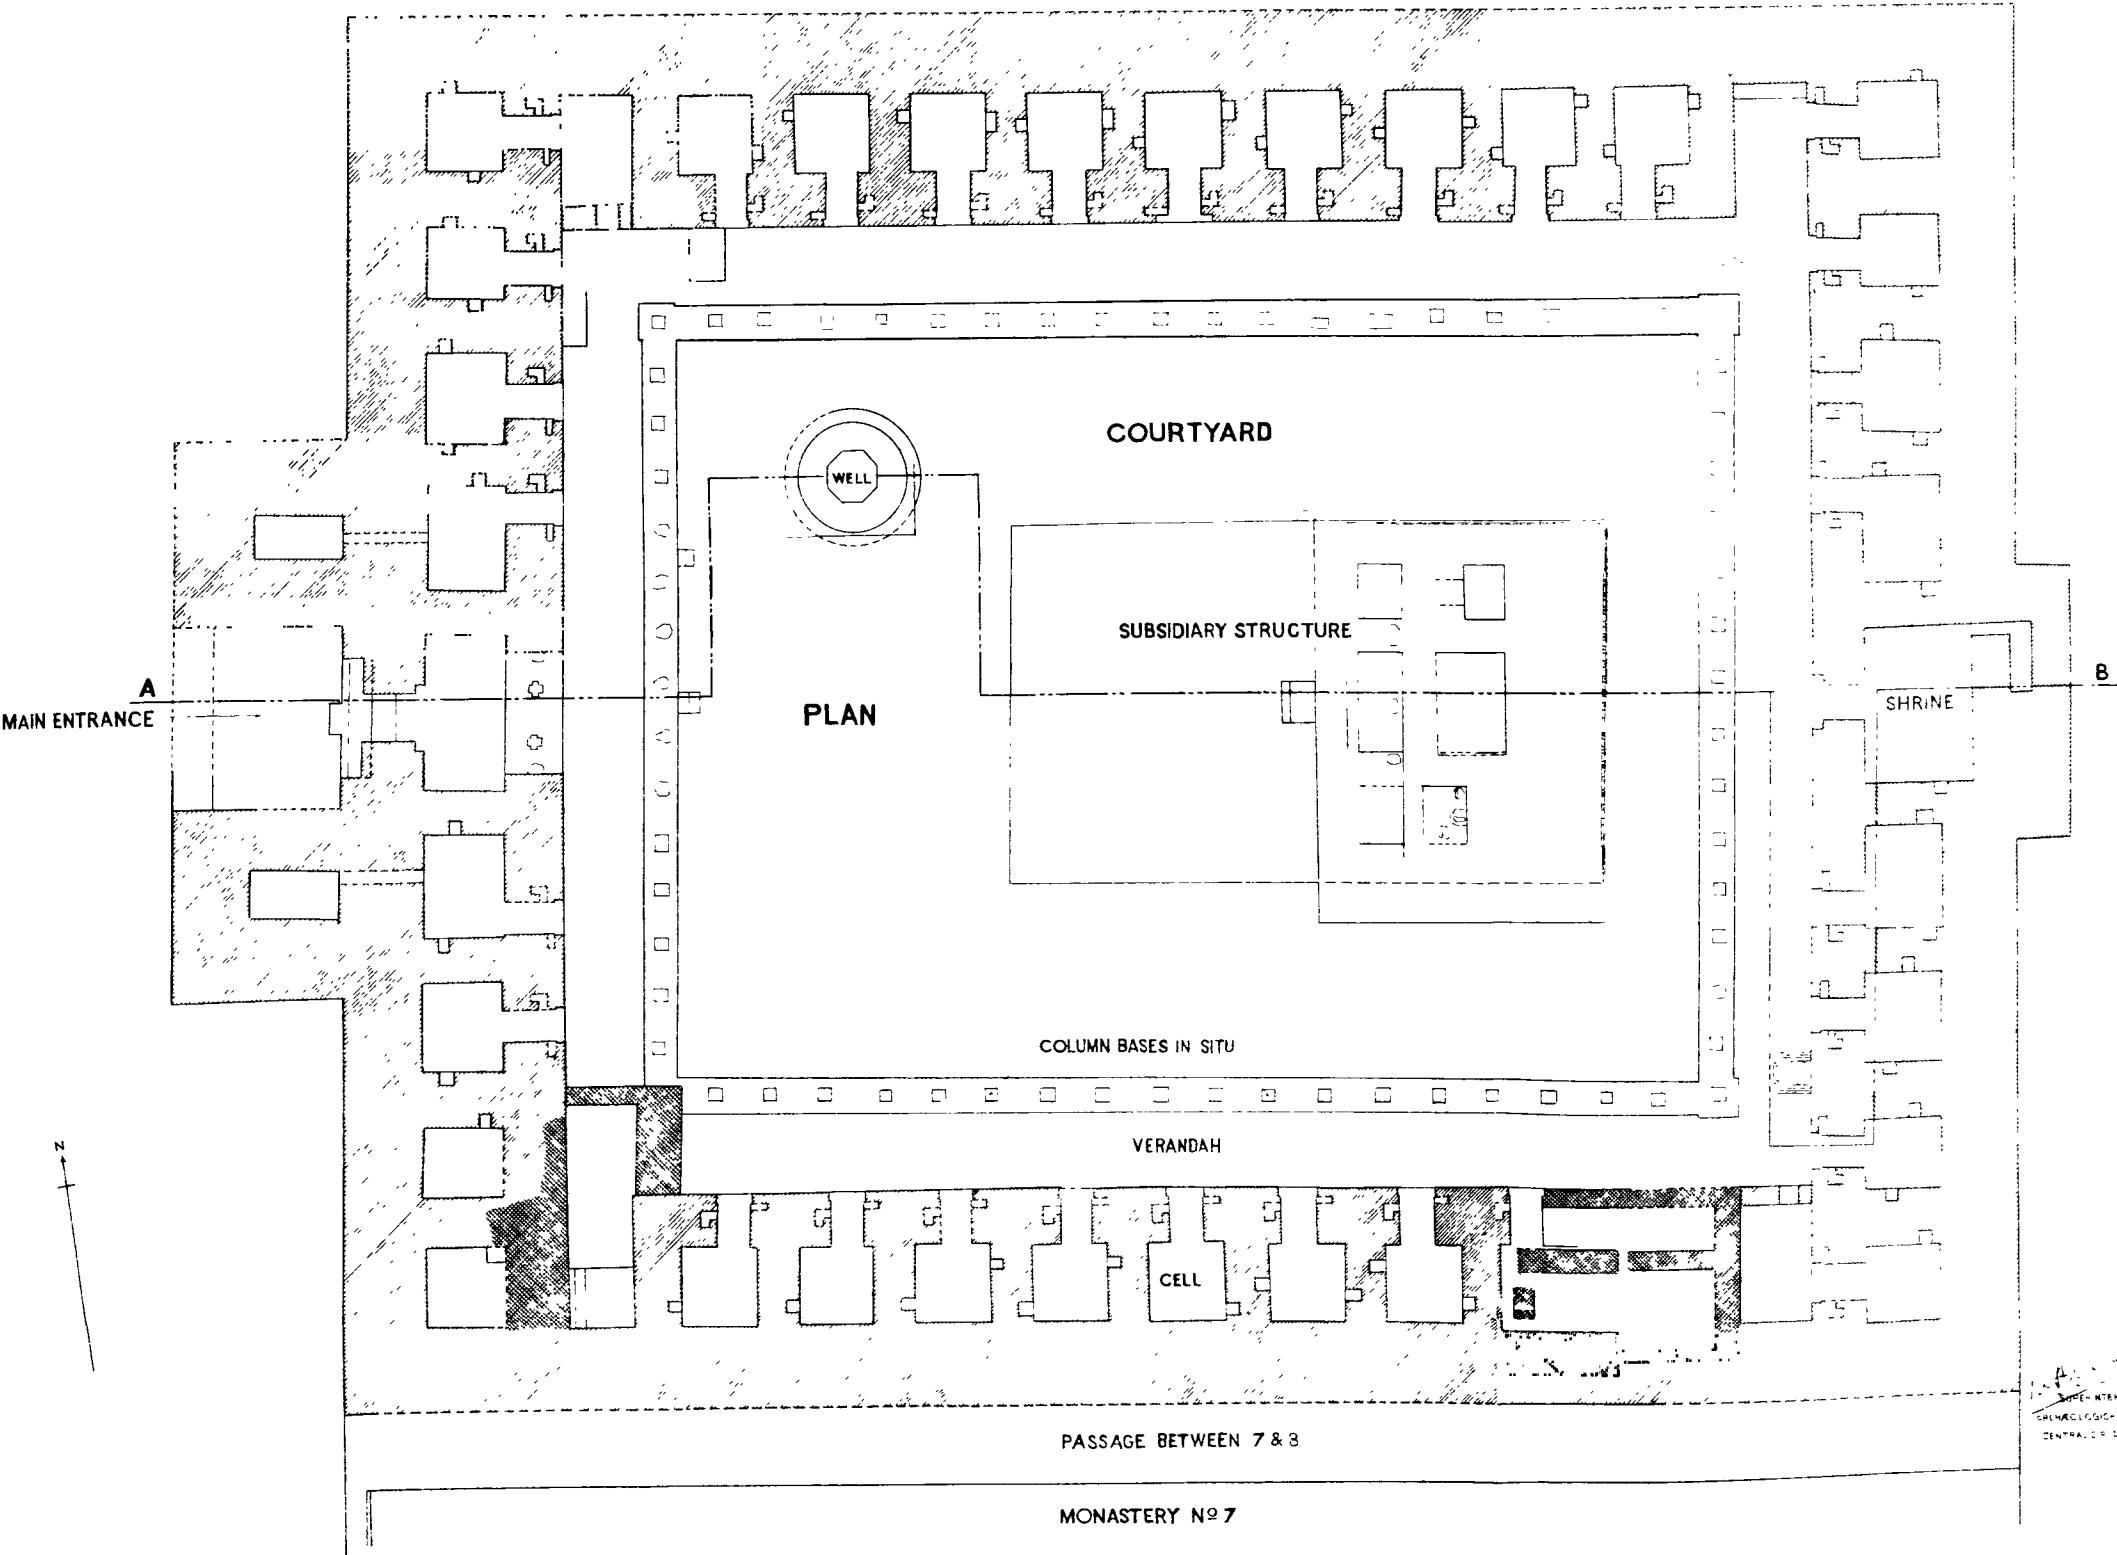 COURTYARD
WELL
SUBSIDIARY STRUCTURE
A
B
MAIN ENTRANCE
PLAN
SHRINE
COLUMN BASES IN SITU
VERANDAH
N
CELL
PASSAGE BETWEEN 7 & 8
MONASTERY Nº 7